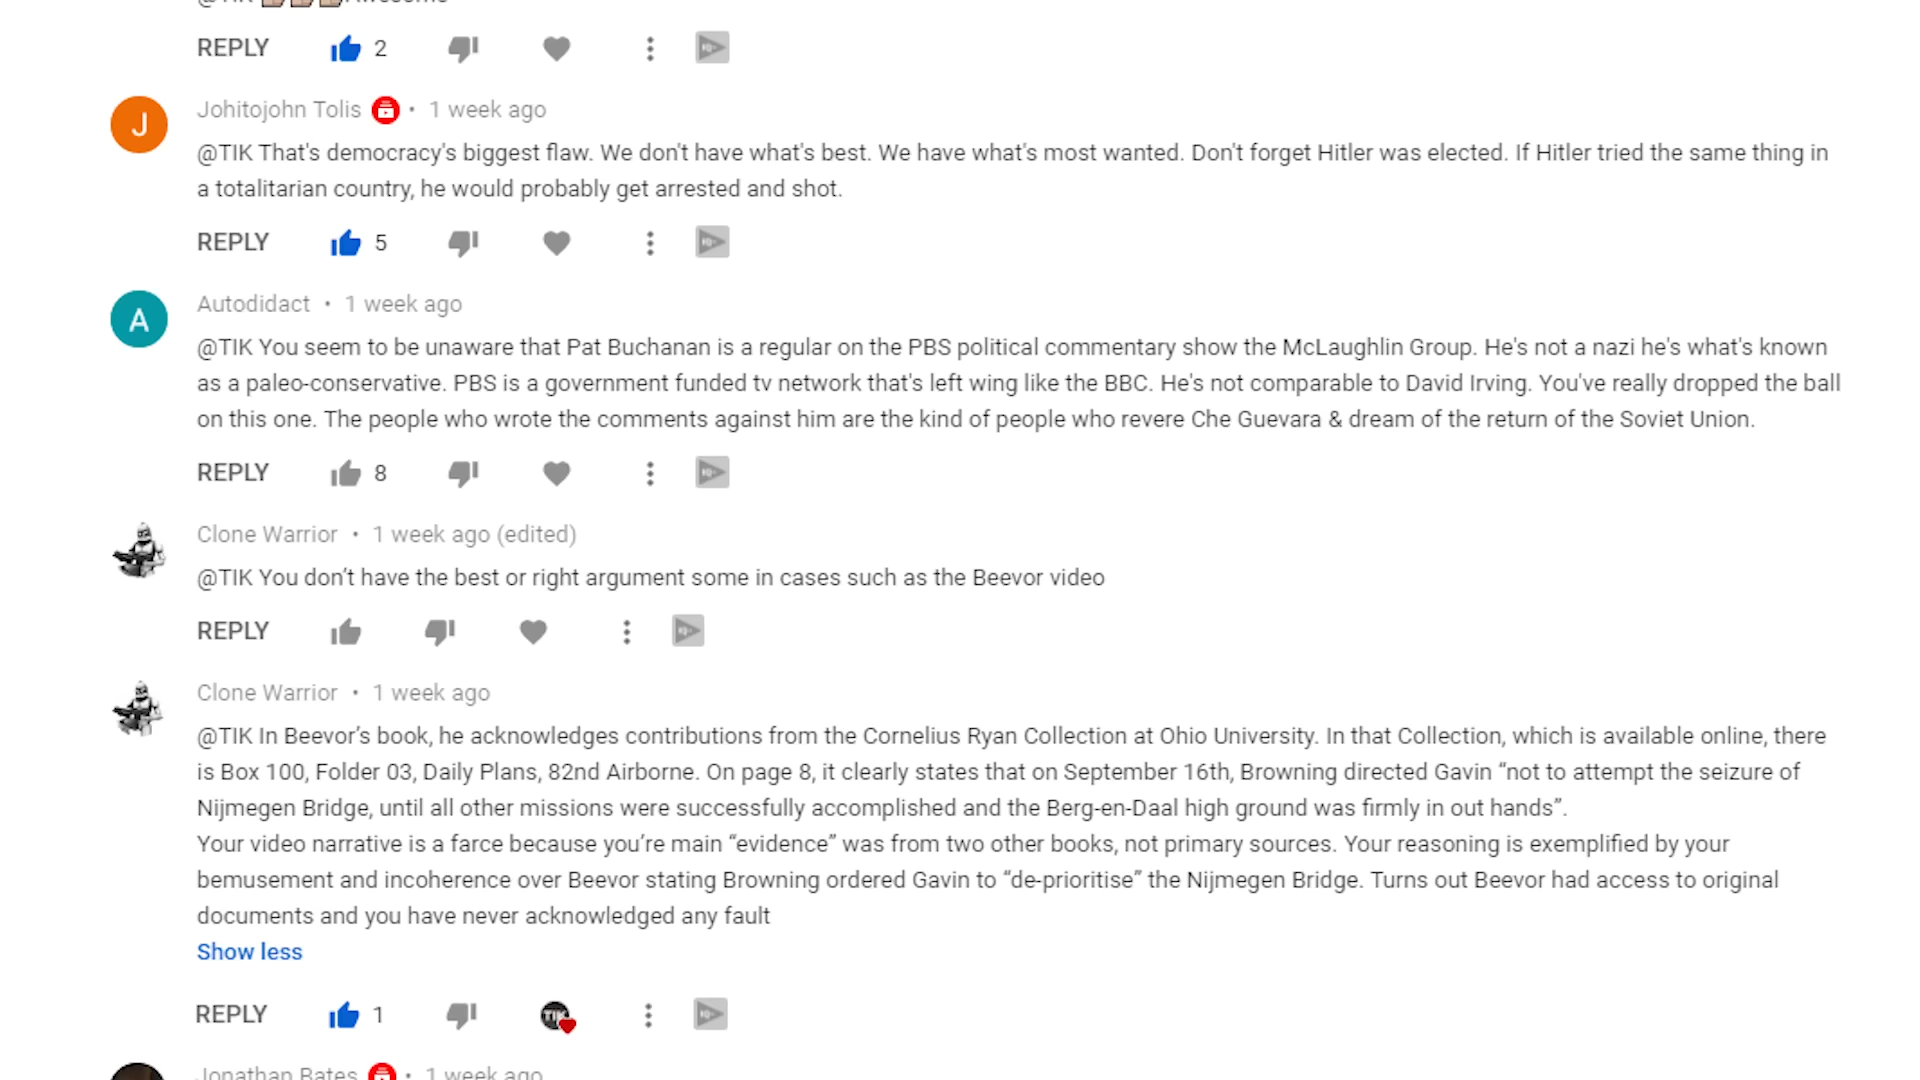 @TIK Awesome
REPLY 2
Johitojohn Tolis • 1 week ago
@TIK That's democracy's biggest flaw. We don't have what's best. We have what's most wanted. Don't forget Hitler was elected. If Hitler tried the same thing in
a totalitarian country, he would probably get arrested and shot.
REPLY 5
A
Autodidact • 1 week ago
@TIK You seem to be unaware that Pat Buchanan is a regular on the PBS political commentary show the McLaughlin Group. He's not a nazi he's what's known
as a paleo-conservative. PBS is a government funded tv network that's left wing like the BBC. He's not comparable to David Irving. You've really dropped the ball
on this one. The people who wrote the comments against him are the kind of people who revere Che Guevara & dream of the return of the Soviet Union.
REPLY 8
Clone Warrior • 1 week ago (edited)
@TIK You don’t have the best or right argument some in cases such as the Beevor video
REPLY
Clone Warrior • 1 week ago
@TIK In Beevor’s book, he acknowledges contributions from the Cornelius Ryan Collection at Ohio University. In that Collection, which is available online, there
is Box 100, Folder 03, Daily Plans, 82nd Airborne. On page 8, it clearly states that on September 16th, Browning directed Gavin “not to attempt the seizure of
Nijmegen Bridge, until all other missions were successfully accomplished and the Berg-en-Daal high ground was firmly in out hands”.
Your video narrative is a farce because you’re main “evidence” was from two other books, not primary sources. Your reasoning is exemplified by your
bemusement and incoherence over Beevor stating Browning ordered Gavin to “de-prioritise” the Nijmegen Bridge. Turns out Beevor had access to original
documents and you have never acknowledged any fault
Show less
REPLY 1 TIK
Jonathan Bates • 1 week ago